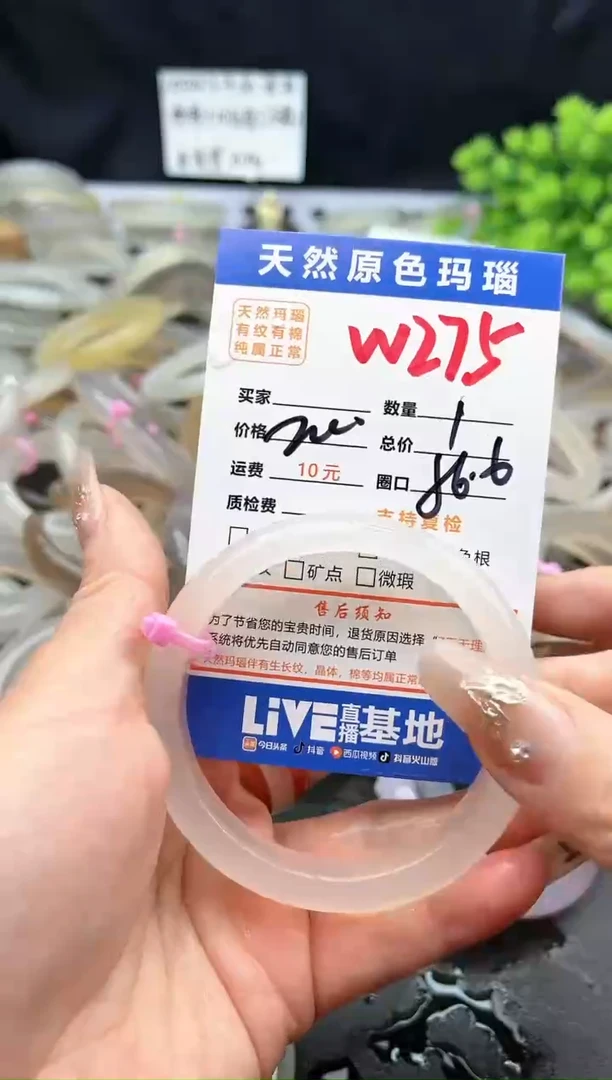 天然原色玛瑙
天然玛瑙
有纹有棉
纯属正常
W275
买家 数量 1
价格 总价
运费 10元 圈口 86.6
质检费 支持复检
矿点 微瑕
售后须知
为了节省您的宝贵时间，退货原因选择
系统将优先自动同意您的售后订单
天然玛瑙伴有生长纹，晶体，棉等均属正常
LiVE直播基地
今日头条 抖音 西瓜视频 抖音火山版